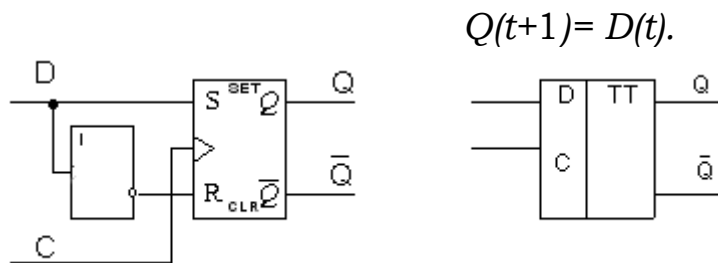 Q(t+1)= D(t).
D
S SET Q
Q
D TT
Q
1
C
R CLR Q̅
Q̅
Q̅
C